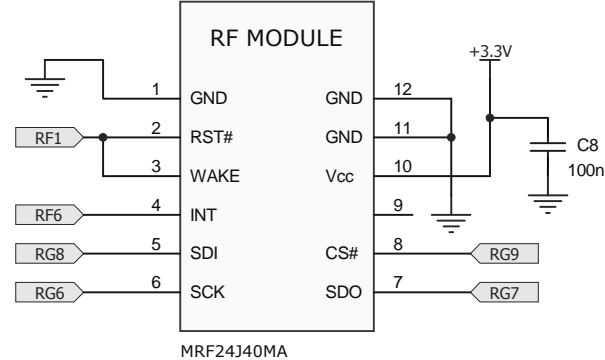 RF MODULE
+3.3V
1 GND GND 12
RF1 2 RST# GND 11
C8
100n
3 WAKE Vcc 10
RF6 4 INT 9
RG8 5 SDI CS# 8 RG9
RG6 6 SCK SDO 7 RG7
MRF24J40MA